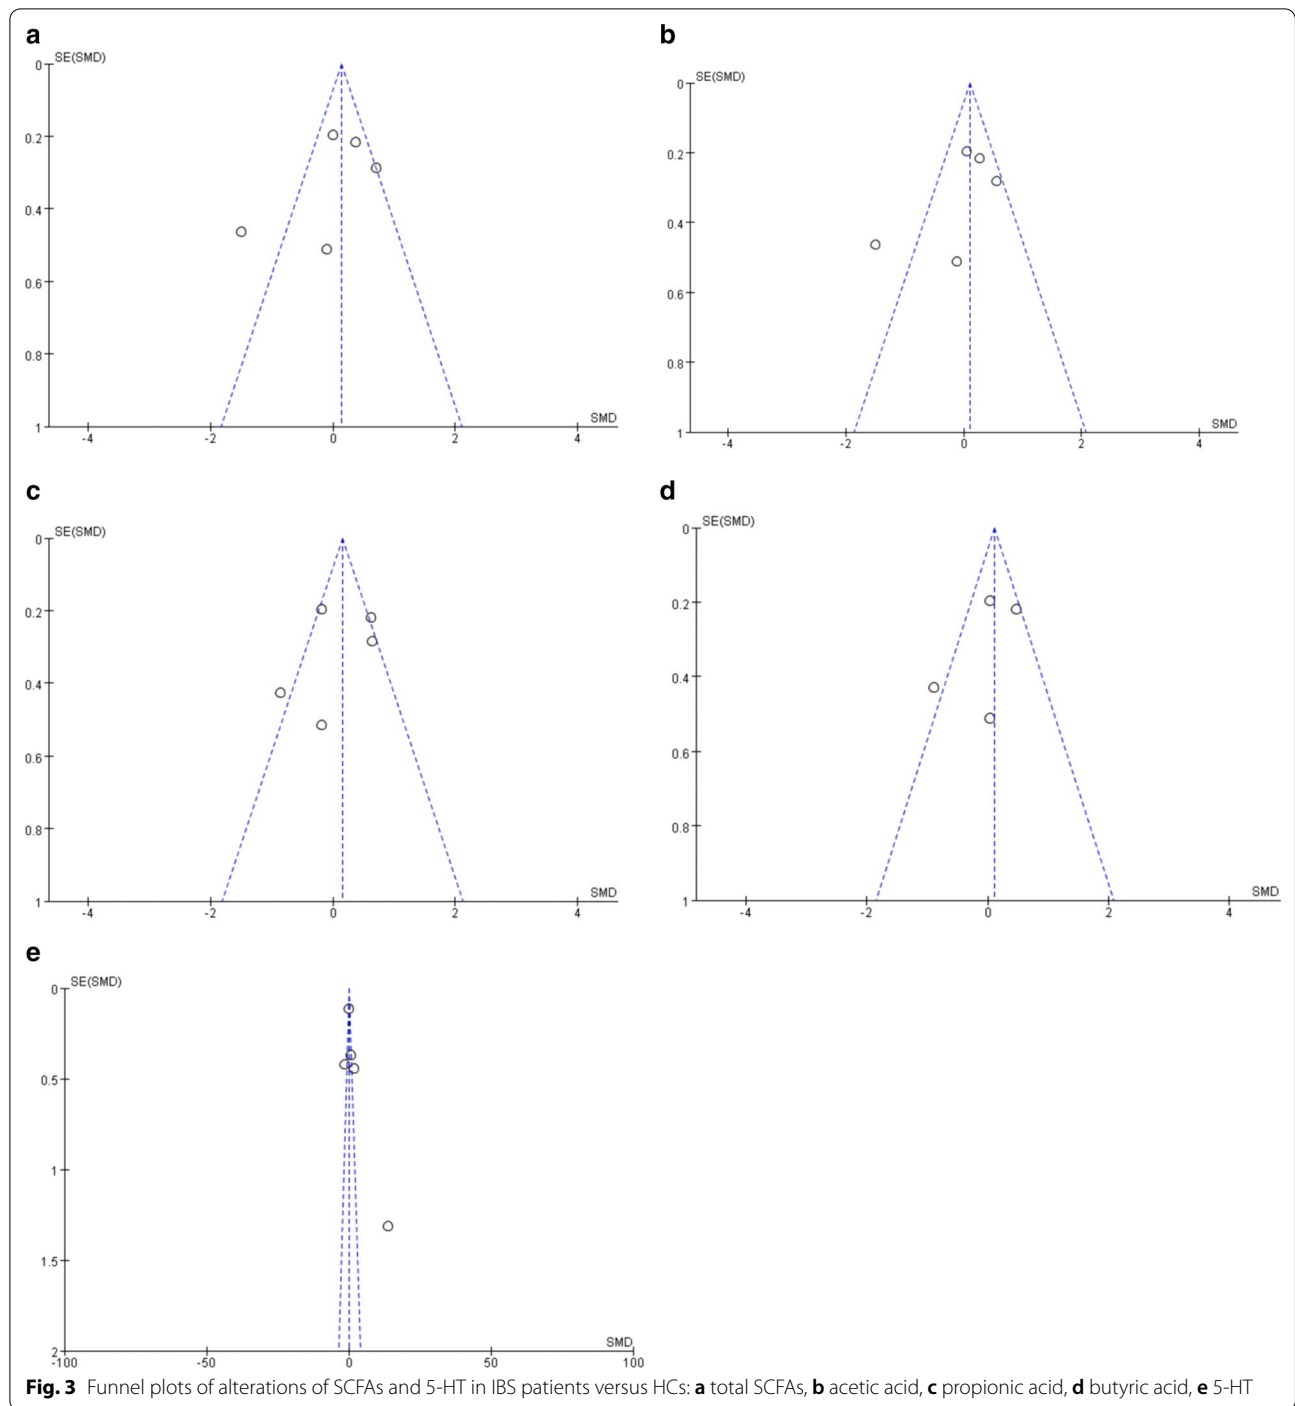 a
SE(SMD)
0
0.2
0.4
0.6
0.8
1
SMD
-4 -2 0 2 4
b
SE(SMD)
0
0.2
0.4
0.6
0.8
1
SMD
-4 -2 0 2 4
c
SE(SMD)
0
0.2
0.4
0.6
0.8
1
SMD
-4 -2 0 2 4
d
SE(SMD)
0
0.2
0.4
0.6
0.8
1
SMD
-4 -2 0 2 4
e
SE(SMD)
0
0.5
1
1.5
2
SMD
-100 -50 0 50 100
Fig. 3 Funnel plots of alterations of SCFAs and 5-HT in IBS patients versus HCs: a total SCFAs, b acetic acid, c propionic acid, d butyric acid, e 5-HT